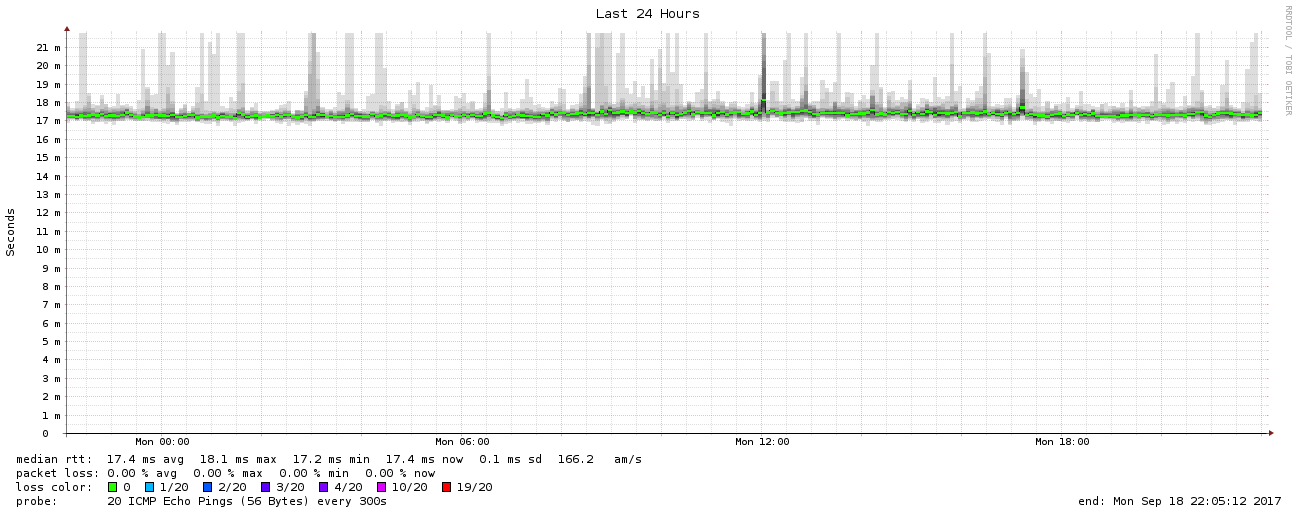 Last 24 Hours
RRDTOOL / TOBI OETIKER
Seconds
21 m
20 m
19 m
18 m
17 m
16 m
15 m
14 m
13 m
12 m
11 m
10 m
9 m
8 m
7 m
6 m
5 m
4 m
3 m
2 m
1 m
0
Mon 00:00 Mon 06:00 Mon 12:00 Mon 18:00
median rtt: 17.4 ms avg 18.1 ms max 17.2 ms min 17.4 ms now 0.1 ms sd 166.2 am/s
packet loss: 0.00 % avg 0.00 % max 0.00 % min 0.00 % now
loss color: 0 1/20 2/20 3/20 4/20 10/20 19/20
probe: 20 ICMP Echo Pings (56 Bytes) every 300s end: Mon Sep 18 22:05:12 2017